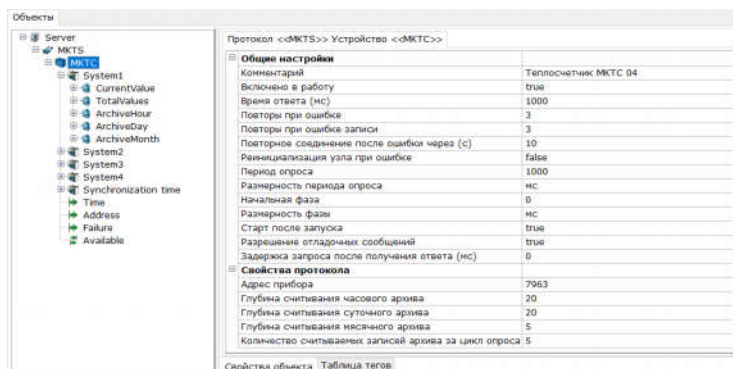 Объекты
Server
MKTS
MKTC
System1
CurrentValue
TotalValues
ArchiveHour
ArchiveDay
ArchiveMonth
System2
System3
System4
Synchronization time
Time
Address
Failure
Available
Протокол <<MKTS>> Устройство <<МКТС>>
Общие настройки
Комментарий Теплосчетчик МКТС 04
Включено в работу true
Время ответа (мс) 1000
Повторы при ошибке 3
Повторы при ошибке записи 3
Повторное соединение после ошибки через (с) 10
Реинициализация узла при ошибке false
Период опроса 1000
Размерность периода опроса мс
Начальная фаза 0
Размерность фазы мс
Старт после запуска true
Разрешение отладочных сообщений true
Задержка запроса после получения ответа (мс) 0
Свойства протокола
Адрес прибора 7963
Глубина считывания часового архива 20
Глубина считывания суточного архива 20
Глубина считывания мясячного архива 5
Количество считываемых записей архива за цикл опроса 5
Свойства объекта Таблица тегов